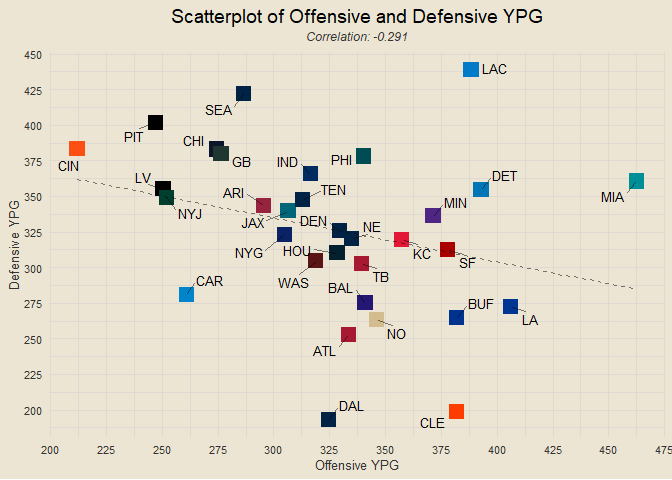 Scatterplot of Offensive and Defensive YPG
Correlation: -0.291
450
LAC
425
SEA
400
PIT
CHI
375
CIN
GB
IND
PHI
DET
LV
TEN
MIA
350
NYJ
ARI
JAX
MIN
325
DEN
NE
NYG
HOU
KC
SF
300
WAS
TB
CAR
BAL
BUF
275
NO
LA
250
ATL
225
DAL
CLE
200
Defensive YPG
200 225 250 275 300 325 350 375 400 425 450 475
Offensive YPG